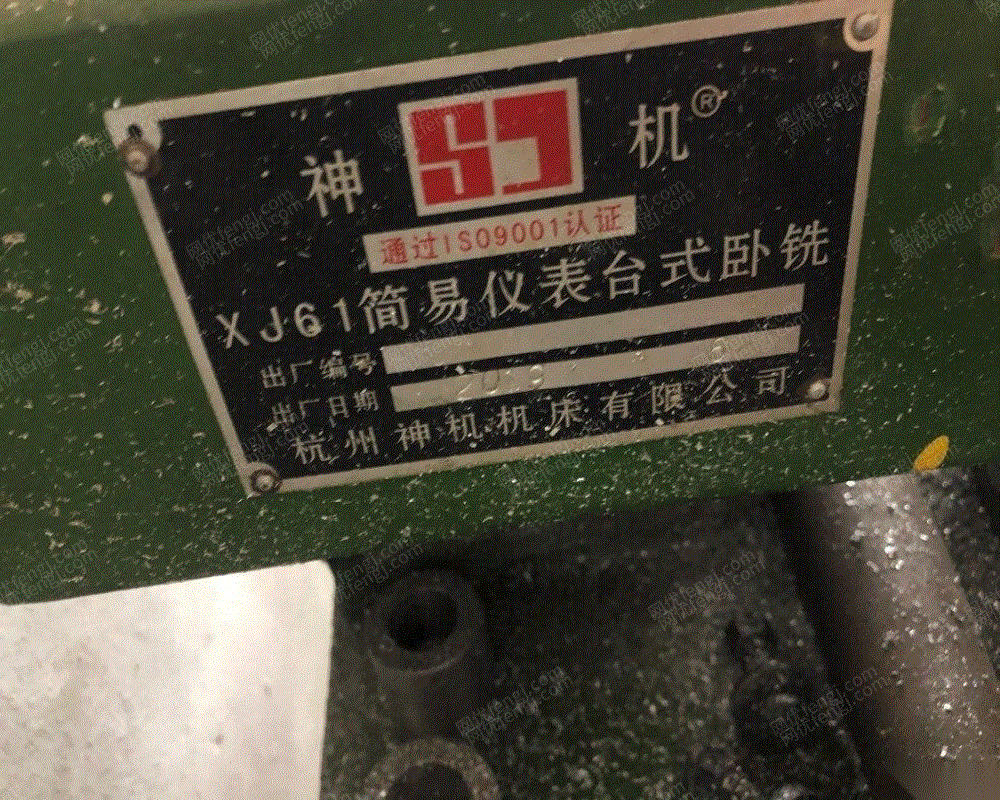 神 机®
通过ISO9001认证
XJ61简易仪表台式卧铣
出厂编号
出厂日期
杭州神机机床有限公司